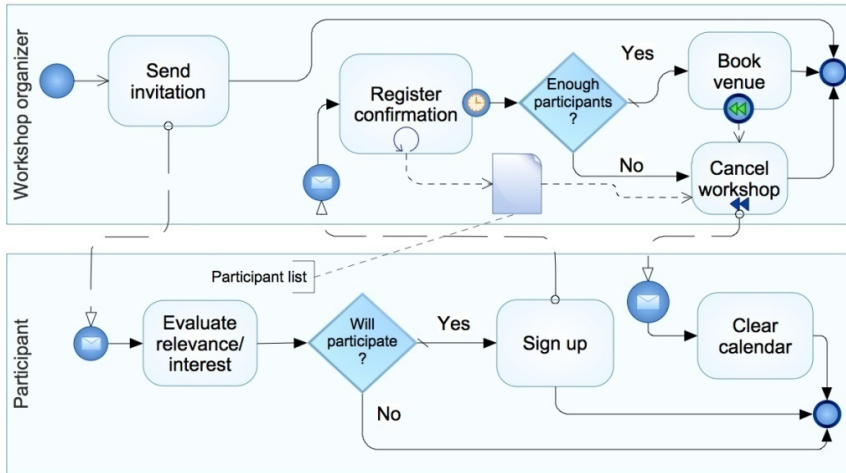 Workshop organizer
Send
invitation
Register
confirmation
Enough
participants
?
Yes
No
Book
venue
Cancel
workshop
Participant list
Participant
Evaluate
relevance/
interest
Will
participate
?
Yes
No
Sign up
Clear
calendar